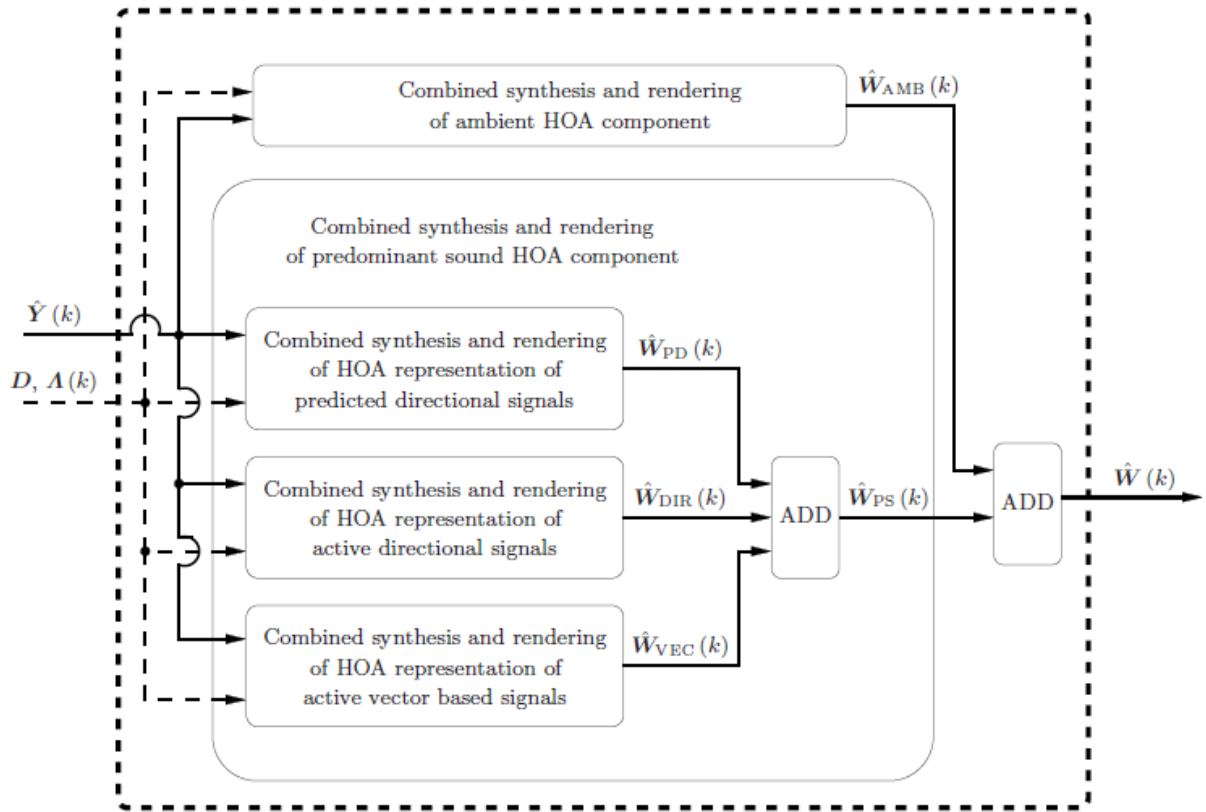 Combined synthesis and rendering
of ambient HOA component
Ŵ_AMB (k)
Combined synthesis and rendering
of predominant sound HOA component
Ŷ (k)
D, Λ(k)
Combined synthesis and rendering
of HOA representation of
predicted directional signals
Ŵ_PD (k)
Combined synthesis and rendering
of HOA representation of
active directional signals
Ŵ_DIR (k)
ADD
Ŵ_PS (k)
ADD
Ŵ (k)
Combined synthesis and rendering
of HOA representation of
active vector based signals
Ŵ_VEC (k)